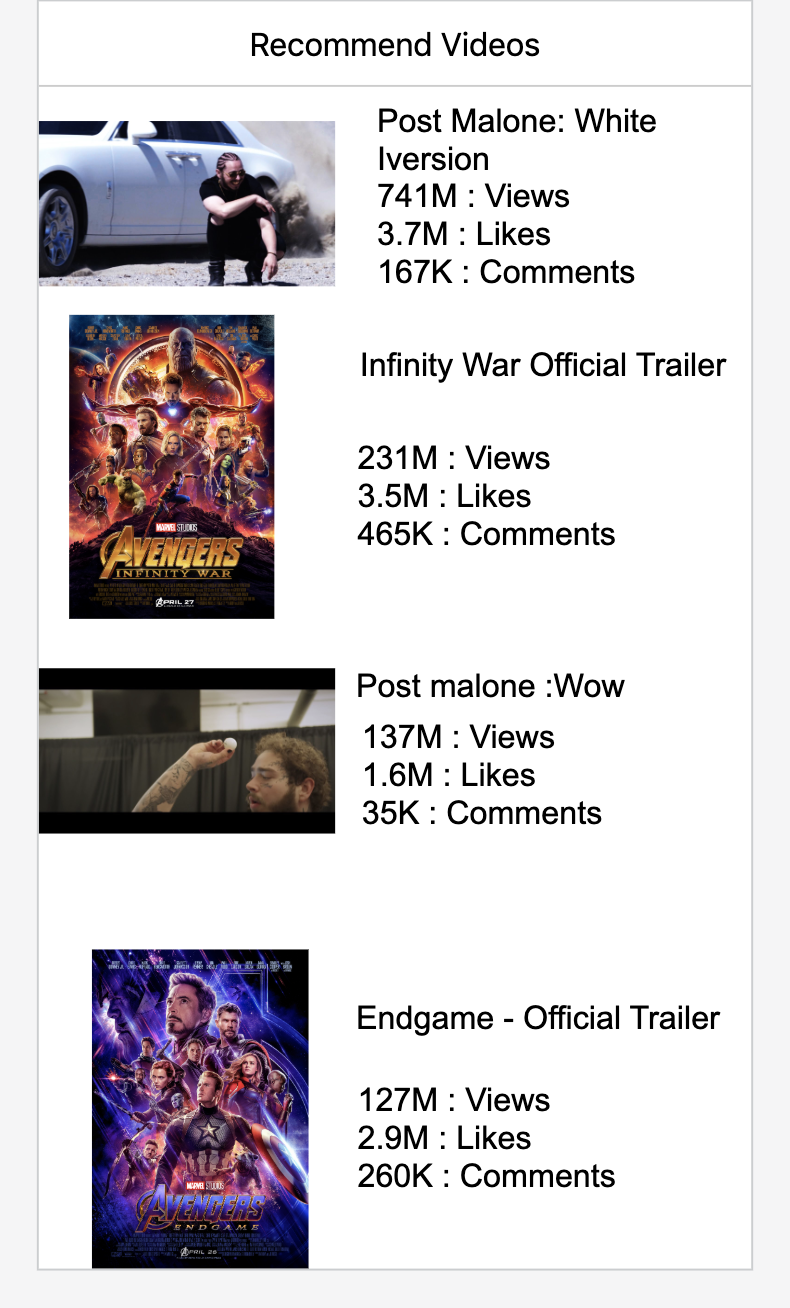 Recommend Videos
Post Malone: White
Iversion
741M : Views
3.7M : Likes
167K : Comments
Infinity War Official Trailer
231M : Views
3.5M : Likes
465K : Comments
MARVEL STUDIOS
AVENGERS
INFINITY WAR
APRIL 27
Post malone :Wow
137M : Views
1.6M : Likes
35K : Comments
Endgame - Official Trailer
127M : Views
2.9M : Likes
260K : Comments
MARVEL STUDIOS
AVENGERS
ENDGAME
APRIL 26